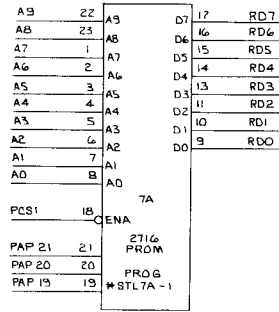 A9 22 A9 D7 17 RD7
A8 23 A8 D6 16 RD6
A7 1 A7 D5 15 RD5
A6 2 A6 D4 14 RD4
A5 3 A5 D3 13 RD3
A4 4 A4 D2 11 RD2
A3 5 A3 D1 10 RD1
A2 6 A2 D0 9 RD0
A1 7 A1
A0 8 A0
7A
PCS1 18 ENA
2716
PROM
PAP 21 21
PAP 20 20 PROG
PAP 19 19 #STL7A-1